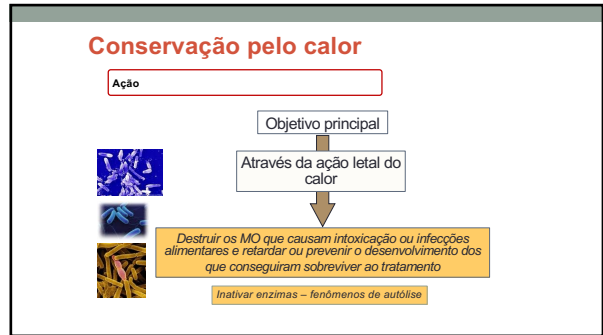 Conservação pelo calor
Ação
Objetivo principal
Através da ação letal do
calor
Destruir os MO que causam intoxicação ou infecções
alimentares e retardar ou prevenir o desenvolvimento dos
que conseguiram sobreviver ao tratamento
Inativar enzimas – fenômenos de autólise